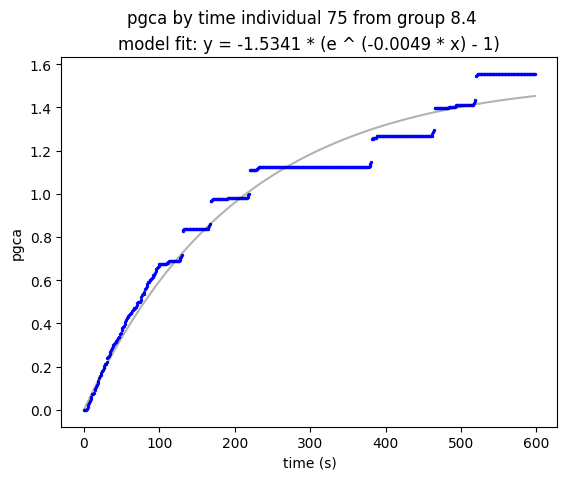 pgca by time individual 75 from group 8.4
model fit: y = -1.5341 * (e ^ (-0.0049 * x) - 1)
1.6
1.4
1.2
1.0
0.8
0.6
0.4
0.2
0.0
pgca
0 100 200 300 400 500 600
time (s)